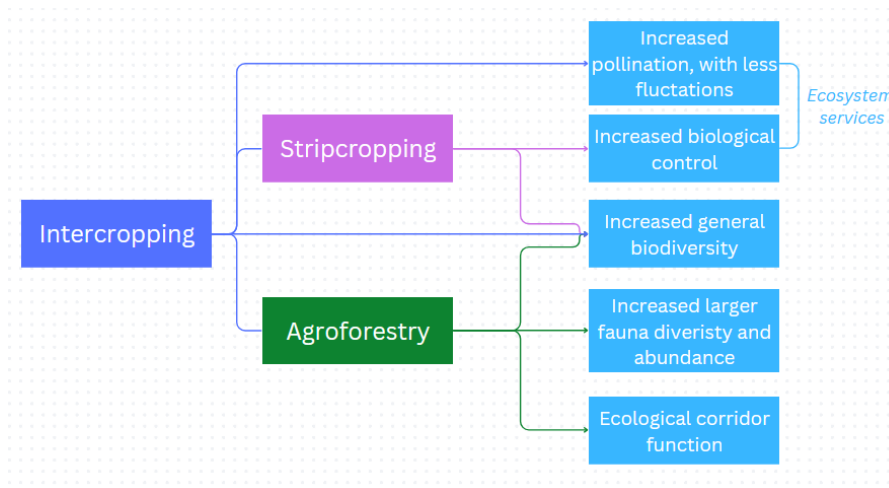 Increased
pollination, with less
fluctations
Ecosystem
services
Stripcropping
Increased biological
control
Intercropping
Increased general
biodiversity
Agroforestry
Increased larger
fauna diveristy and
abundance
Ecological corridor
function